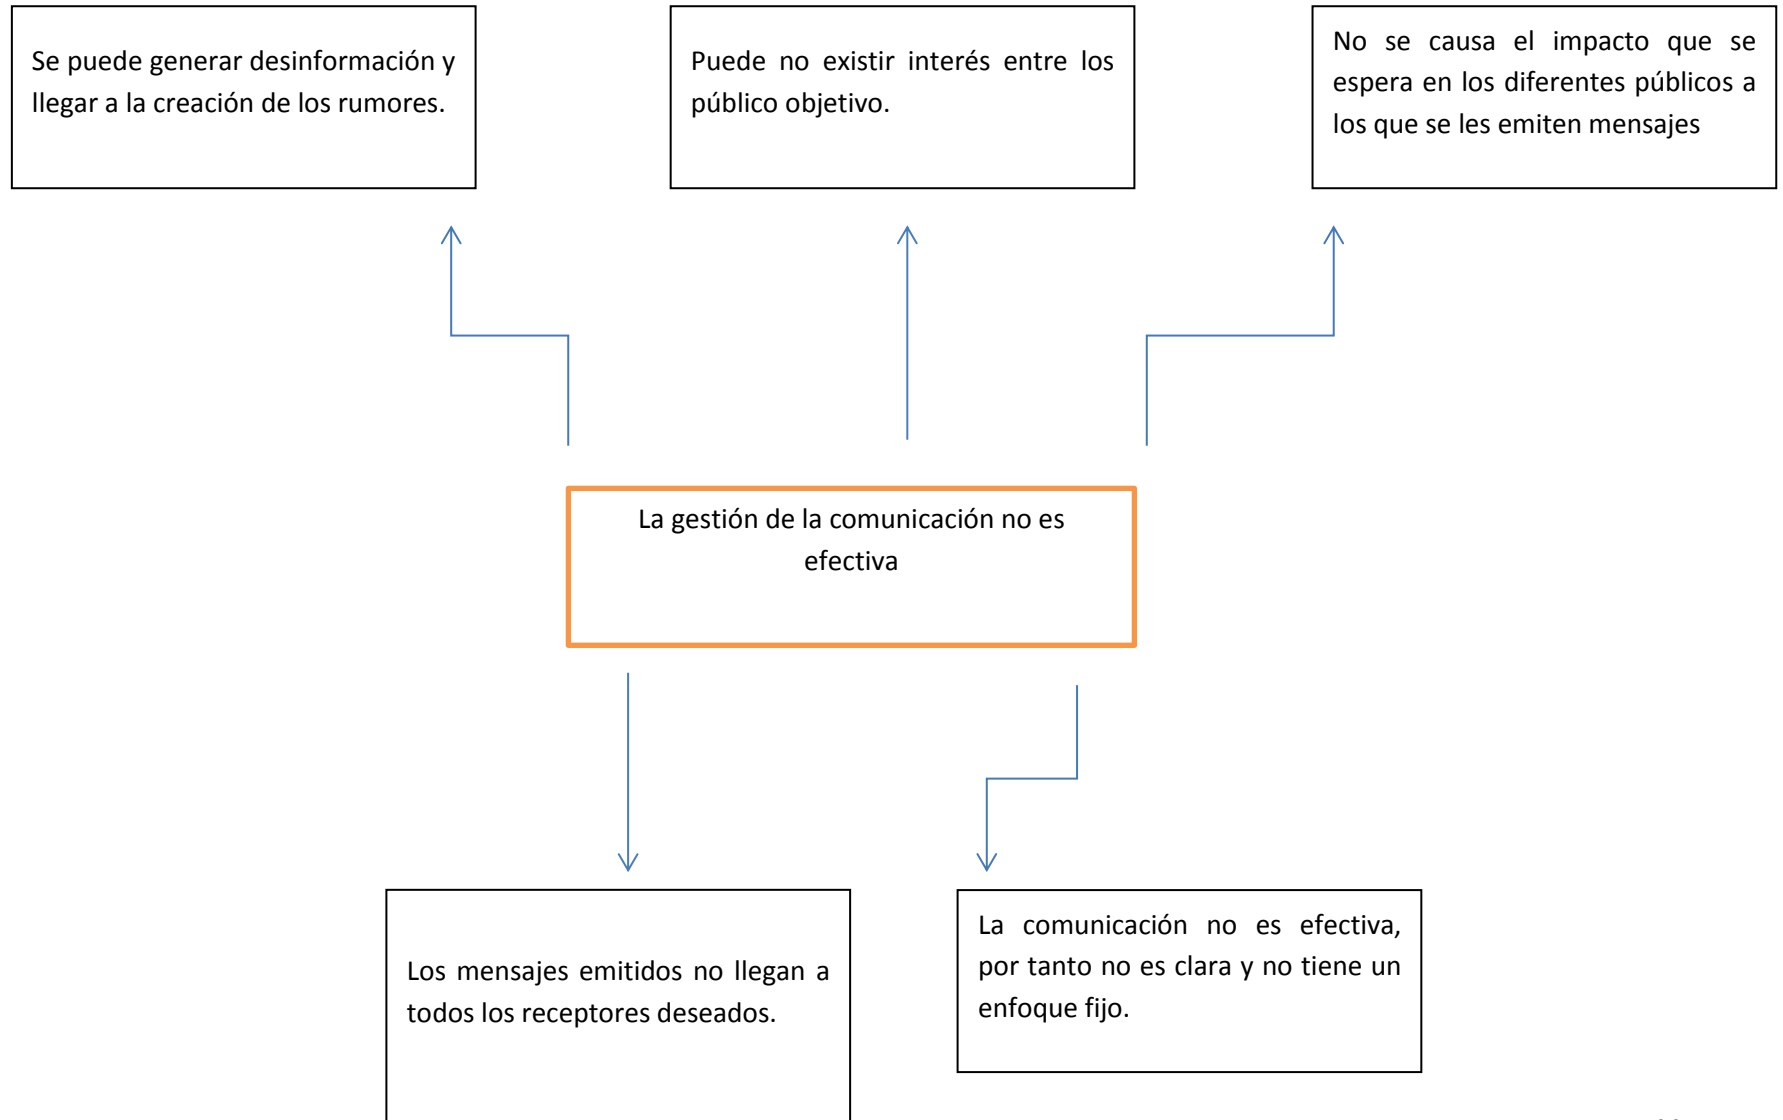 Se puede generar desinformación y
llegar a la creación de los rumores.
Puede no existir interés entre los
público objetivo.
No se causa el impacto que se
espera en los diferentes públicos a
los que se les emiten mensajes
La gestión de la comunicación no es
efectiva
Los mensajes emitidos no llegan a
todos los receptores deseados.
La comunicación no es efectiva,
por tanto no es clara y no tiene un
enfoque fijo.